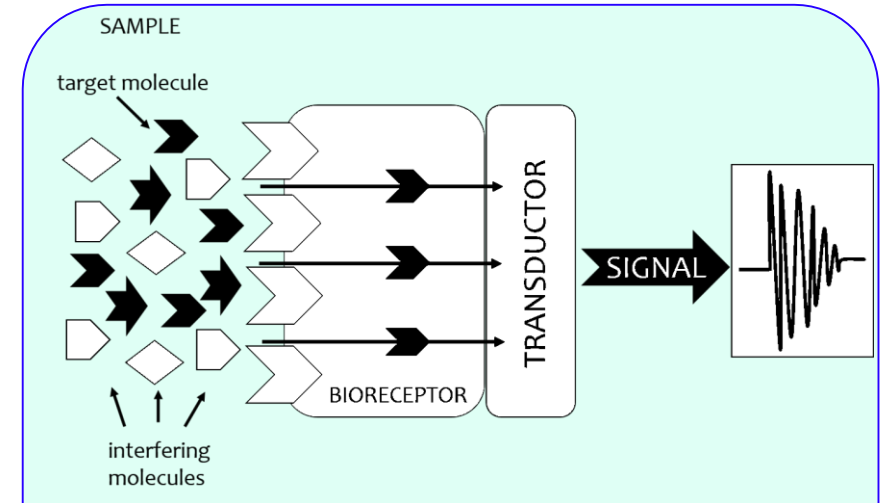 SAMPLE
target molecule
BIORECEPTOR
TRANSDUCTOR
SIGNAL
interfering
molecules